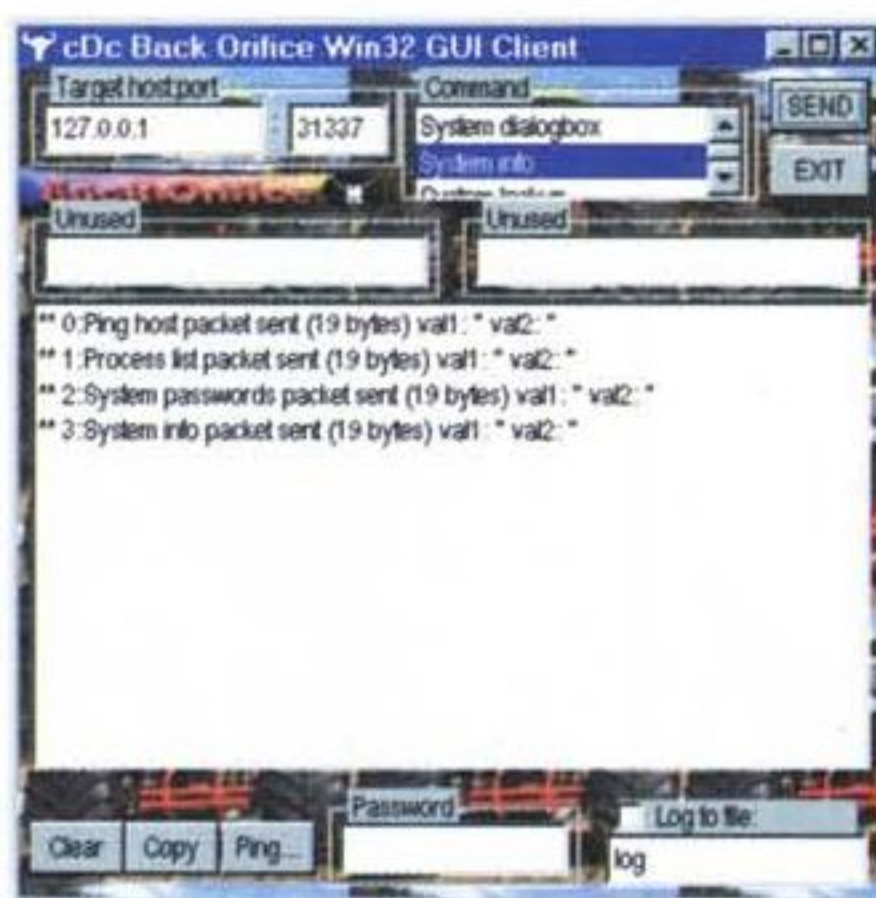 cDc Back Orifice Win32 GUI Client
Target host:port
127.0.0.1 : 31337
Command
System dialogbox
System info
SEND
EXIT
BackOrifice
Unused
Unused
** 0:Ping host packet sent (19 bytes) val1: '' val2: ''
** 1:Process list packet sent (19 bytes) val1: '' val2: ''
** 2:System passwords packet sent (19 bytes) val1: '' val2: ''
** 3:System info packet sent (19 bytes) val1: '' val2: ''
Clear
Copy
Ping...
Password
Log to file:
log